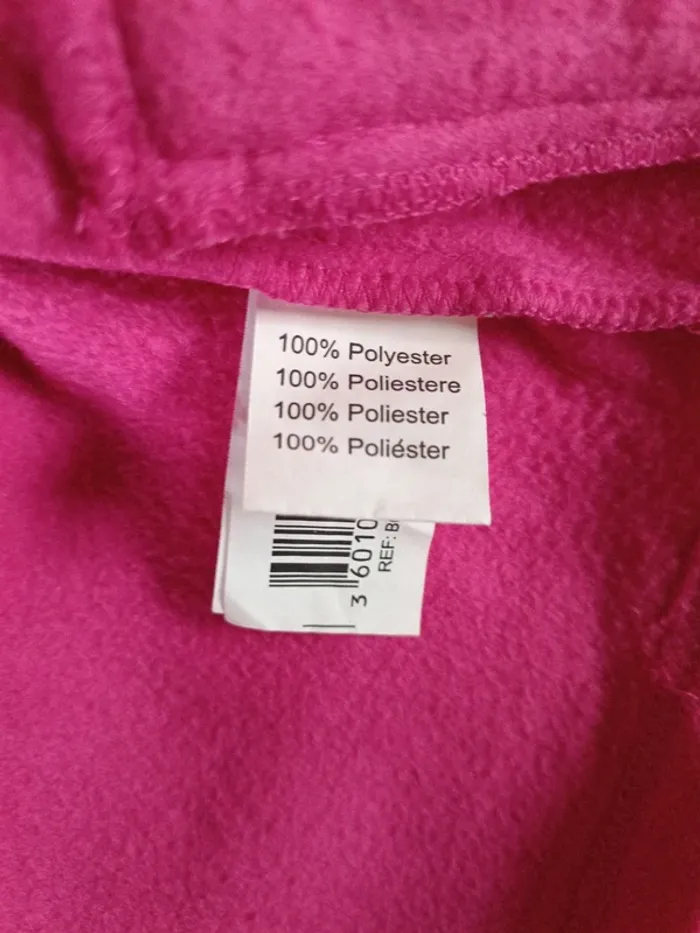 100% Polyester
100% Poliestere
100% Poliester
100% Poliéster
3 6010
REF: